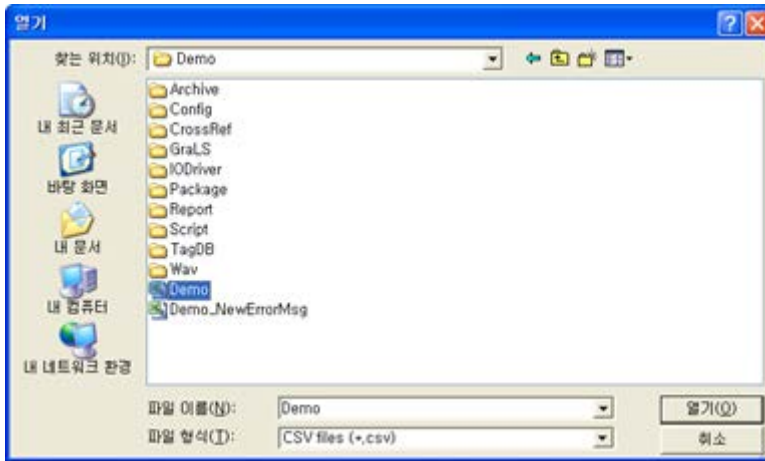 열기
찾는 위치(I): Demo
내 최근 문서
바탕 화면
내 문서
내 컴퓨터
내 네트워크 환경
Archive
Config
CrossRef
GraLS
IODriver
Package
Report
Script
TagDB
Wav
Demo
Demo_NewErrorMsg
파일 이름(N): Demo 열기(O)
파일 형식(T): CSV files (*.csv) 취소